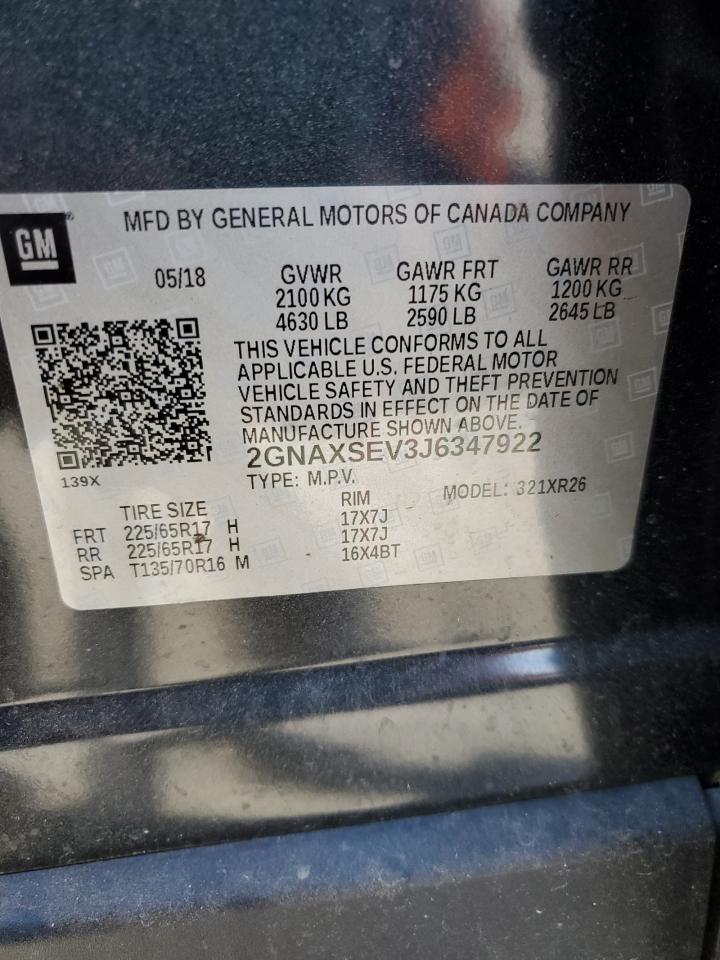 GM
MFD BY GENERAL MOTORS OF CANADA COMPANY
05/18 GVWR GAWR FRT GAWR RR
2100 KG 1175 KG 1200 KG
4630 LB 2590 LB 2645 LB
THIS VEHICLE CONFORMS TO ALL
APPLICABLE U.S. FEDERAL MOTOR
VEHICLE SAFETY AND THEFT PREVENTION
STANDARDS IN EFFECT ON THE DATE OF
MANUFACTURE SHOWN ABOVE.
2GNAXSEV3J6347922
139X
TYPE: M.P.V. MODEL: 321XR26
TIRE SIZE RIM
FRT 225/65R17 H 17X7J
RR 225/65R17 H 17X7J
SPA T135/70R16 M 16X4BT